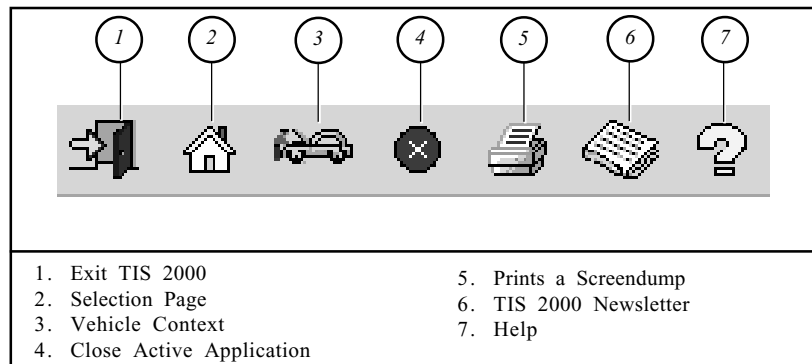 1 2 3 4 5 6 7
1. Exit TIS 2000
2. Selection Page
3. Vehicle Context
4. Close Active Application
5. Prints a Screendump
6. TIS 2000 Newsletter
7. Help